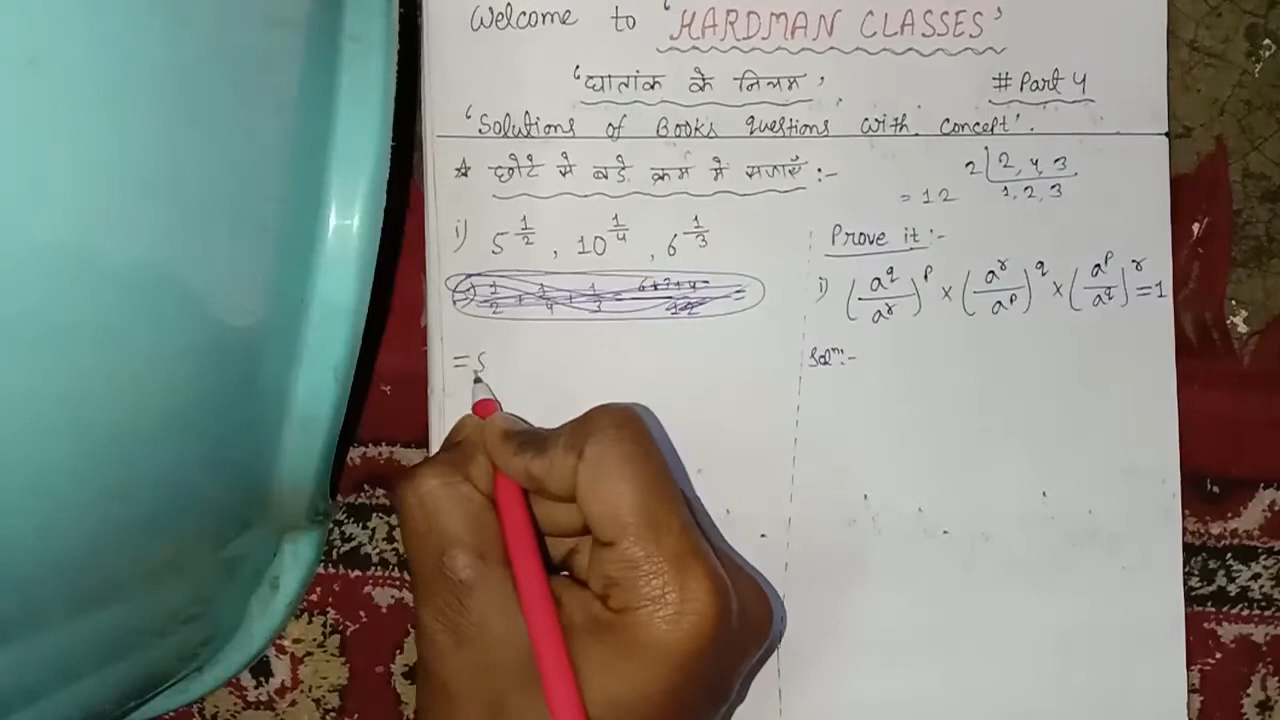 Welcome to 'HARDMAN CLASSES'
'घातांक के नियम'
# Part 4
'Solutions of Books questions with concept'.
☆ छोटे से बड़े क्रम में सजाएँ :-
2 | 2, 4, 3
= 12 1, 2, 3
i) 5^{1/2}, 10^{1/4}, 6^{1/3}
Prove it :-
i) (a^q/a^r)^p × (a^r/a^p)^q × (a^p/a^q)^r = 1
= 5
Solⁿ:-